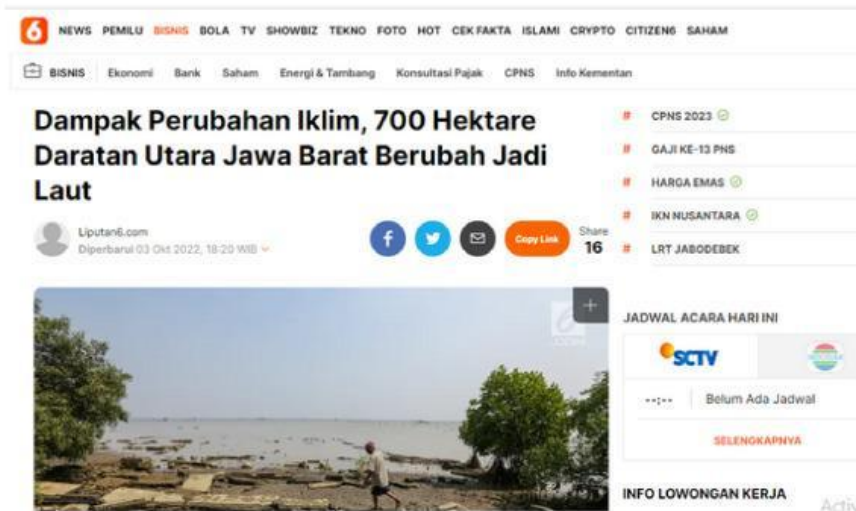 6 NEWS PEMILU BISNIS BOLA TV SHOWBIZ TEKNO FOTO HOT CEK FAKTA ISLAMI CRYPTO CITIZEN6 SAHAM
BISNIS Ekonomi Bank Saham Energi & Tambang Konsultasi Pajak CPNS Info Kementan
Dampak Perubahan Iklim, 700 Hektare
Daratan Utara Jawa Barat Berubah Jadi
Laut
Liputan6.com
Diperbarui 03 Okt 2022, 18:20 WIB
f
Copy Link
Share
16
# CPNS 2023
# GAJI KE-13 PNS
# HARGA EMAS
# IKN NUSANTARA
# LRT JABODEBEK
+
6
.COM
JADWAL ACARA HARI INI
SCTV
--:-- Belum Ada Jadwal
SELENGKAPNYA
INFO LOWONGAN KERJA
Activ